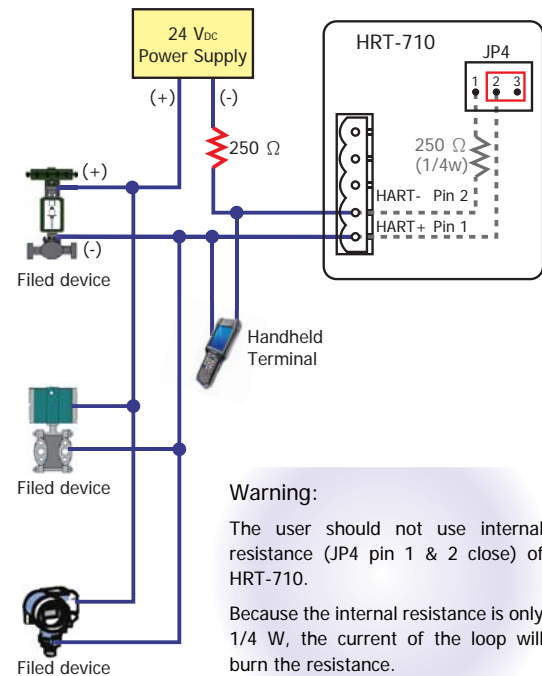 24 VDC
Power Supply
HRT-710
JP4
(+)
(-)
1 2 3
250 Ω
250 Ω
(1/4w)
(+)
HART- Pin 2
HART+ Pin 1
(-)
Filed device
Handheld
Terminal
Filed device
Warning:
The user should not use internal
resistance (JP4 pin 1 & 2 close) of
HRT-710.
Because the internal resistance is only
1/4 W, the current of the loop will
burn the resistance.
Filed device